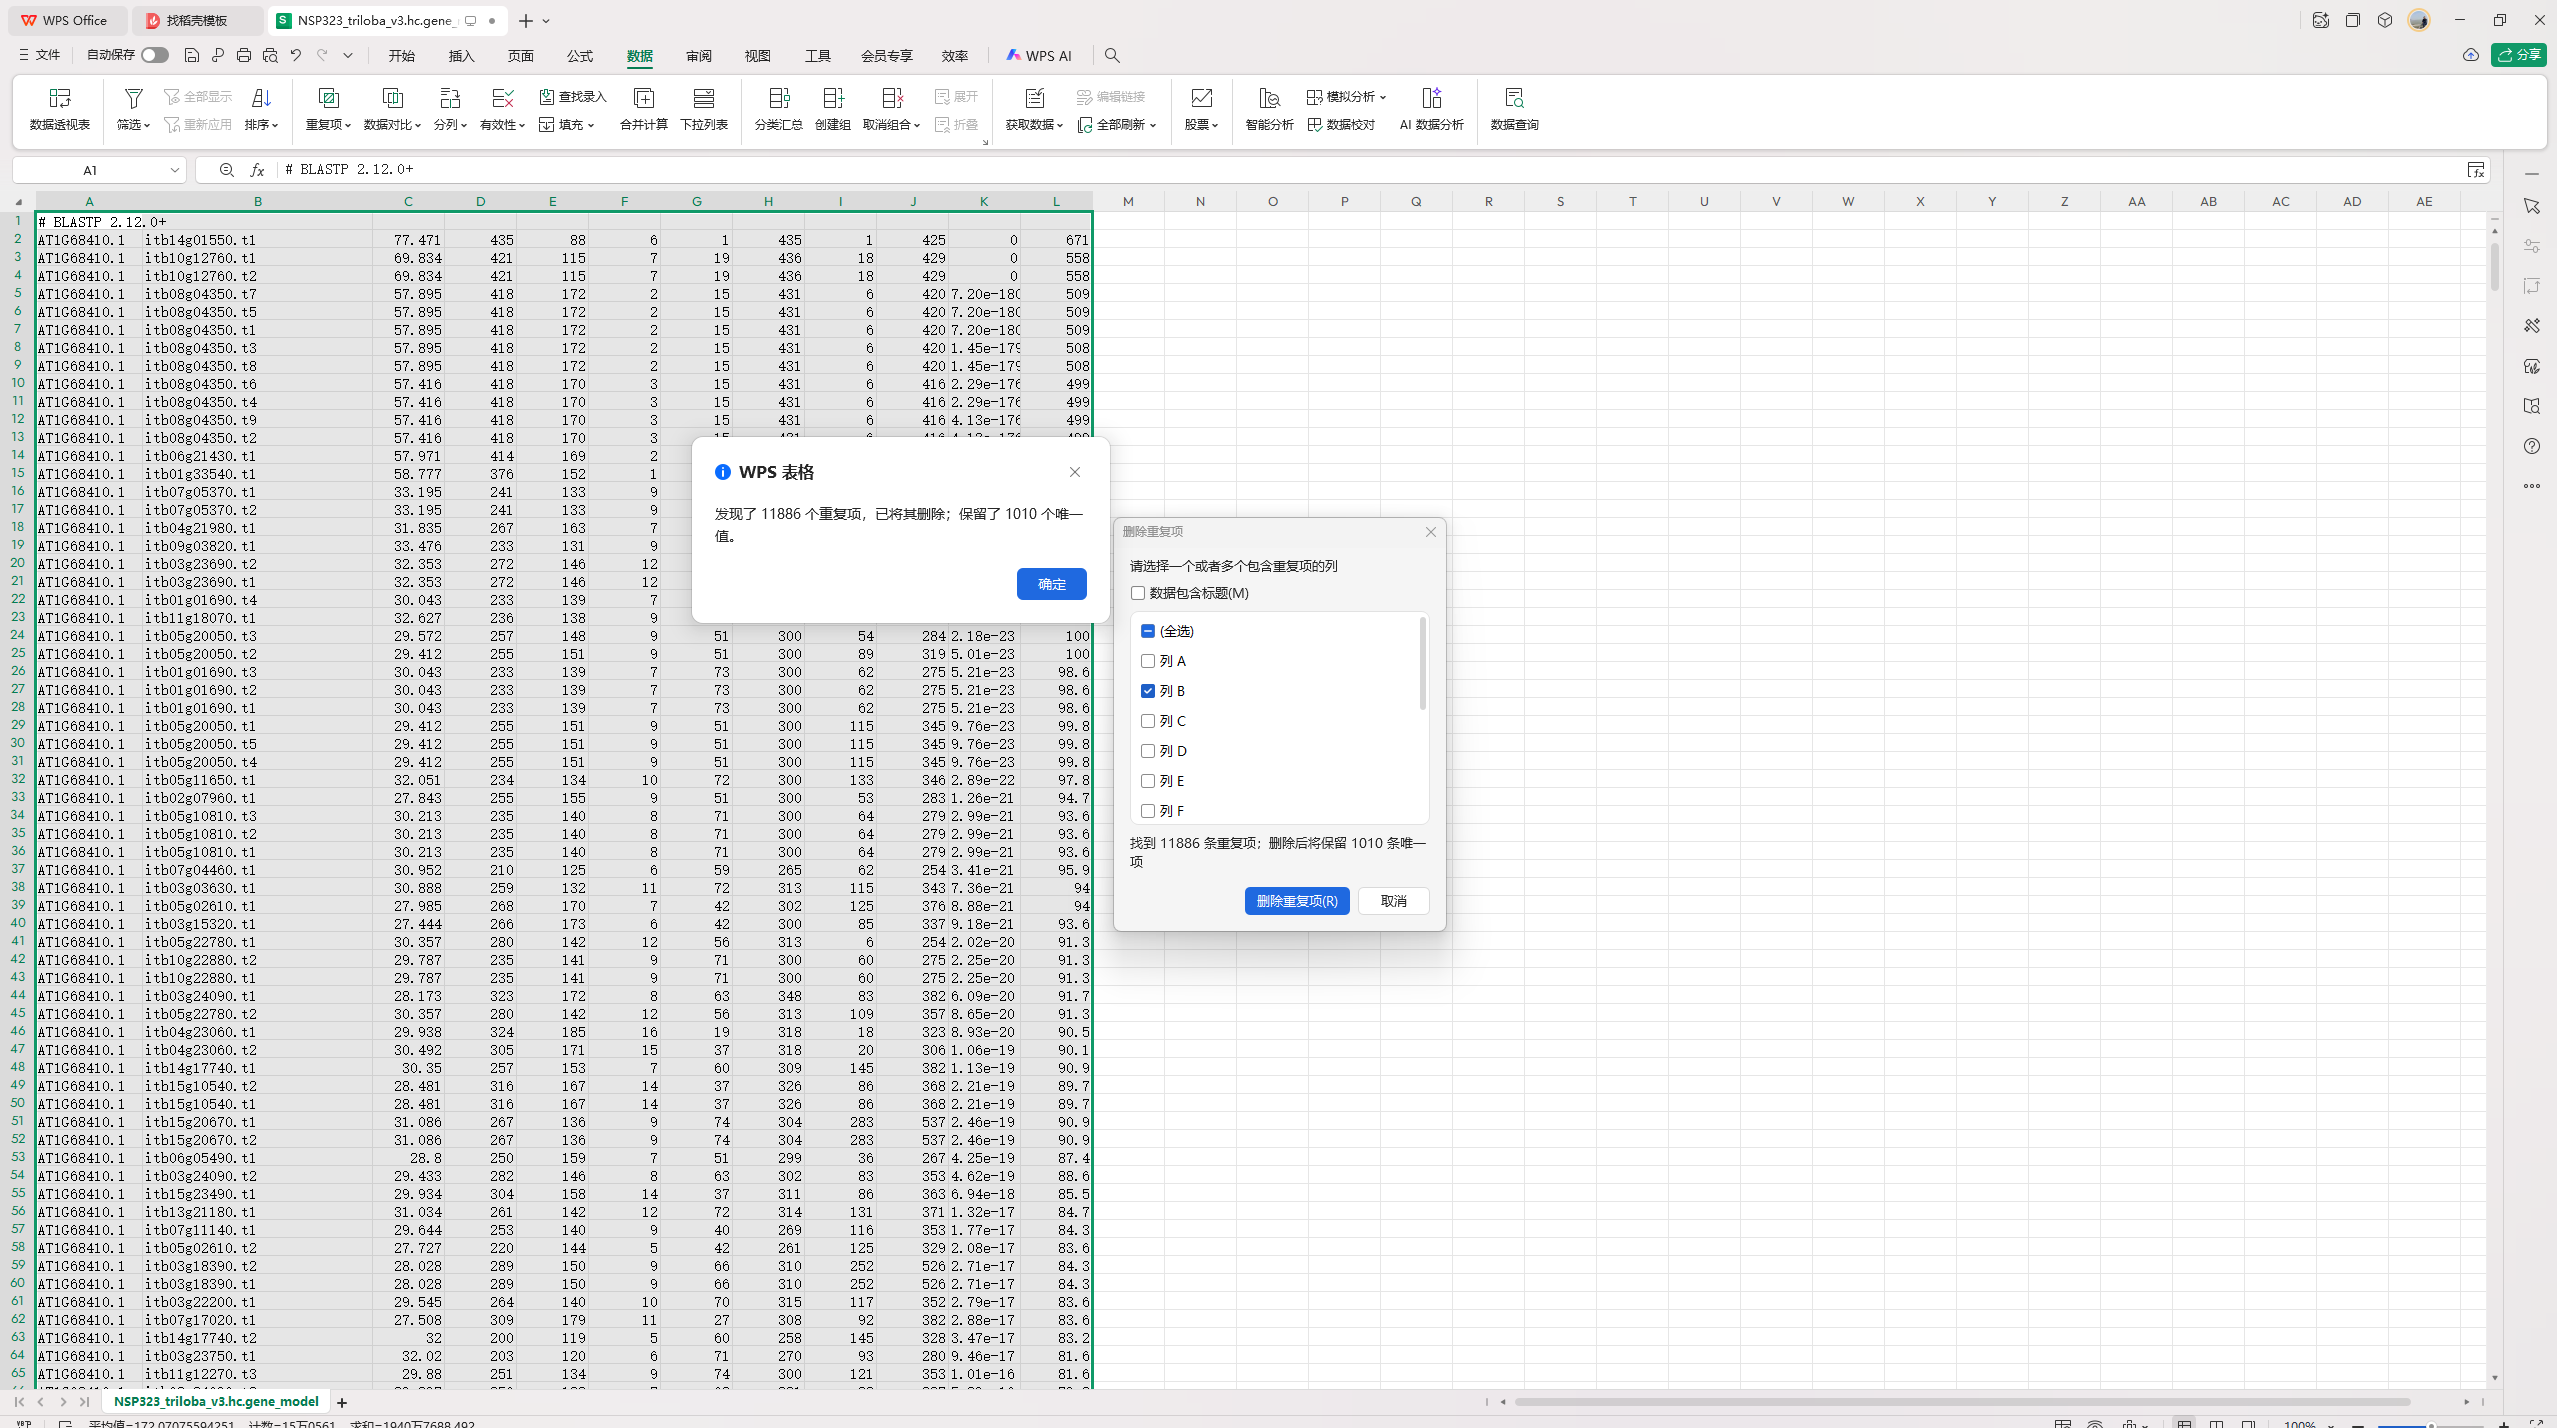 WPS Office 找稻壳模板 NSP323_triloba_v3.hc.gene_
文件 自动保存 开始 插入 页面 公式 数据 审阅 视图 工具 会员专享 效率 WPS AI 分享
全部显示 查找录入 展开 编辑链接 模拟分析
数据透视表 筛选 重新应用 排序 重复项 数据对比 分列 有效性 填充 合并计算 下拉列表 分类汇总 创建组 取消组合 折叠 获取数据 全部刷新 股票 智能分析 数据校对 AI 数据分析 数据查询
A1 fx # BLASTP 2.12.0+
A B C D E F G H I J K L M N O P Q R S T U V W X Y Z AA AB AC AD AE
1 # BLASTP 2.12.0+
2 AT1G68410.1 itb14g01550.t1 77.471 435 88 6 1 435 1 425 0 671
3 AT1G68410.1 itb10g12760.t1 69.834 421 115 7 19 436 18 429 0 558
4 AT1G68410.1 itb10g12760.t2 69.834 421 115 7 19 436 18 429 0 558
5 AT1G68410.1 itb08g04350.t7 57.895 418 172 2 15 431 6 420 7.20e-180 509
6 AT1G68410.1 itb08g04350.t5 57.895 418 172 2 15 431 6 420 7.20e-180 509
7 AT1G68410.1 itb08g04350.t1 57.895 418 172 2 15 431 6 420 7.20e-180 509
8 AT1G68410.1 itb08g04350.t3 57.895 418 172 2 15 431 6 420 1.45e-179 508
9 AT1G68410.1 itb08g04350.t8 57.895 418 172 2 15 431 6 420 1.45e-179 508
10 AT1G68410.1 itb08g04350.t6 57.416 418 170 3 15 431 6 416 2.29e-176 499
11 AT1G68410.1 itb08g04350.t4 57.416 418 170 3 15 431 6 416 2.29e-176 499
12 AT1G68410.1 itb08g04350.t9 57.416 418 170 3 15 431 6 416 4.13e-176 499
13 AT1G68410.1 itb08g04350.t2 57.416 418 170 3
14 AT1G68410.1 itb06g21430.t1 57.971 414 169 2
15 AT1G68410.1 itb01g33540.t1 58.777 376 152 1
16 AT1G68410.1 itb07g05370.t1 33.195 241 133 9
17 AT1G68410.1 itb07g05370.t2 33.195 241 133 9
18 AT1G68410.1 itb04g21980.t1 31.835 267 163 7
19 AT1G68410.1 itb09g03820.t1 33.476 233 131 9
20 AT1G68410.1 itb03g23690.t2 32.353 272 146 12
21 AT1G68410.1 itb03g23690.t1 32.353 272 146 12
22 AT1G68410.1 itb01g01690.t4 30.043 233 139 7
23 AT1G68410.1 itb11g18070.t1 32.627 236 138 9
24 AT1G68410.1 itb05g20050.t3 29.572 257 148 9 51 300 54 284 2.18e-23 100
25 AT1G68410.1 itb05g20050.t2 29.412 255 151 9 51 300 89 319 5.01e-23 100
26 AT1G68410.1 itb01g01690.t3 30.043 233 139 7 73 300 62 275 5.21e-23 98.6
27 AT1G68410.1 itb01g01690.t2 30.043 233 139 7 73 300 62 275 5.21e-23 98.6
28 AT1G68410.1 itb01g01690.t1 30.043 233 139 7 73 300 62 275 5.21e-23 98.6
29 AT1G68410.1 itb05g20050.t1 29.412 255 151 9 51 300 115 345 9.76e-23 99.8
30 AT1G68410.1 itb05g20050.t5 29.412 255 151 9 51 300 115 345 9.76e-23 99.8
31 AT1G68410.1 itb05g20050.t4 29.412 255 151 9 51 300 115 345 9.76e-23 99.8
32 AT1G68410.1 itb05g11650.t1 32.051 234 134 10 72 300 133 346 2.89e-22 97.8
33 AT1G68410.1 itb02g07960.t1 27.843 255 155 9 51 300 53 283 1.26e-21 94.7
34 AT1G68410.1 itb05g10810.t3 30.213 235 140 8 71 300 64 279 2.99e-21 93.6
35 AT1G68410.1 itb05g10810.t2 30.213 235 140 8 71 300 64 279 2.99e-21 93.6
36 AT1G68410.1 itb05g10810.t1 30.213 235 140 8 71 300 64 279 2.99e-21 93.6
37 AT1G68410.1 itb07g04460.t1 30.952 210 125 6 59 265 62 254 3.41e-21 95.9
38 AT1G68410.1 itb03g03630.t1 30.888 259 132 11 72 313 115 343 7.36e-21 94
39 AT1G68410.1 itb05g02610.t1 27.985 268 170 7 42 302 125 376 8.88e-21 94
40 AT1G68410.1 itb03g15320.t1 27.444 266 173 6 42 300 85 337 9.18e-21 93.6
41 AT1G68410.1 itb05g22780.t1 30.357 280 142 12 56 313 6 254 2.02e-20 91.3
42 AT1G68410.1 itb10g22880.t2 29.787 235 141 9 71 300 60 275 2.25e-20 91.3
43 AT1G68410.1 itb10g22880.t1 29.787 235 141 9 71 300 60 275 2.25e-20 91.3
44 AT1G68410.1 itb03g24090.t1 28.173 323 172 8 63 348 83 382 6.09e-20 91.7
45 AT1G68410.1 itb05g22780.t2 30.357 280 142 12 56 313 109 357 8.65e-20 91.3
46 AT1G68410.1 itb04g23060.t1 29.938 324 185 16 19 318 18 323 8.93e-20 90.5
47 AT1G68410.1 itb04g23060.t2 30.492 305 171 15 37 318 20 306 1.06e-19 90.1
48 AT1G68410.1 itb14g17740.t1 30.35 257 153 7 60 309 145 382 1.13e-19 90.9
49 AT1G68410.1 itb15g10540.t2 28.481 316 167 14 37 326 86 368 2.21e-19 89.7
50 AT1G68410.1 itb15g10540.t1 28.481 316 167 14 37 326 86 368 2.21e-19 89.7
51 AT1G68410.1 itb15g20670.t1 31.086 267 136 9 74 304 283 537 2.46e-19 90.9
52 AT1G68410.1 itb15g20670.t2 31.086 267 136 9 74 304 283 537 2.46e-19 90.9
53 AT1G68410.1 itb06g05490.t1 28.8 250 159 7 51 299 36 267 4.25e-19 87.4
54 AT1G68410.1 itb03g24090.t2 29.433 282 146 8 63 302 83 353 4.62e-19 88.6
55 AT1G68410.1 itb15g23490.t1 29.934 304 158 14 37 311 86 363 6.94e-18 85.5
56 AT1G68410.1 itb13g21180.t1 31.034 261 142 12 72 314 131 371 1.32e-17 84.7
57 AT1G68410.1 itb07g11140.t1 29.644 253 140 9 40 269 116 353 1.77e-17 84.3
58 AT1G68410.1 itb05g02610.t2 27.727 220 144 5 42 261 125 329 2.08e-17 83.6
59 AT1G68410.1 itb03g18390.t2 28.028 289 150 9 66 310 252 526 2.71e-17 84.3
60 AT1G68410.1 itb03g18390.t1 28.028 289 150 9 66 310 252 526 2.71e-17 84.3
61 AT1G68410.1 itb03g22200.t1 29.545 264 140 10 70 315 117 352 2.79e-17 83.6
62 AT1G68410.1 itb07g17020.t1 27.508 309 179 11 27 308 92 382 2.88e-17 83.6
63 AT1G68410.1 itb14g17740.t2 32 200 119 5 60 258 145 328 3.47e-17 83.2
64 AT1G68410.1 itb03g23750.t1 32.02 203 120 6 71 270 93 280 9.46e-17 81.6
65 AT1G68410.1 itb11g12270.t3 29.88 251 134 9 74 300 121 353 1.01e-16 81.6
WPS 表格
发现了 11886 个重复项，已将其删除；保留了 1010 个唯一
值。
确定
删除重复项
请选择一个或者多个包含重复项的列
数据包含标题(M)
(全选)
列 A
列 B
列 C
列 D
列 E
列 F
找到 11886 条重复项；删除后将保留 1010 条唯一
项
删除重复项(R) 取消
NSP323_triloba_v3.hc.gene_model
平均值=172.07075594251 计数=15万0561 求和=1940万7688.492 100%